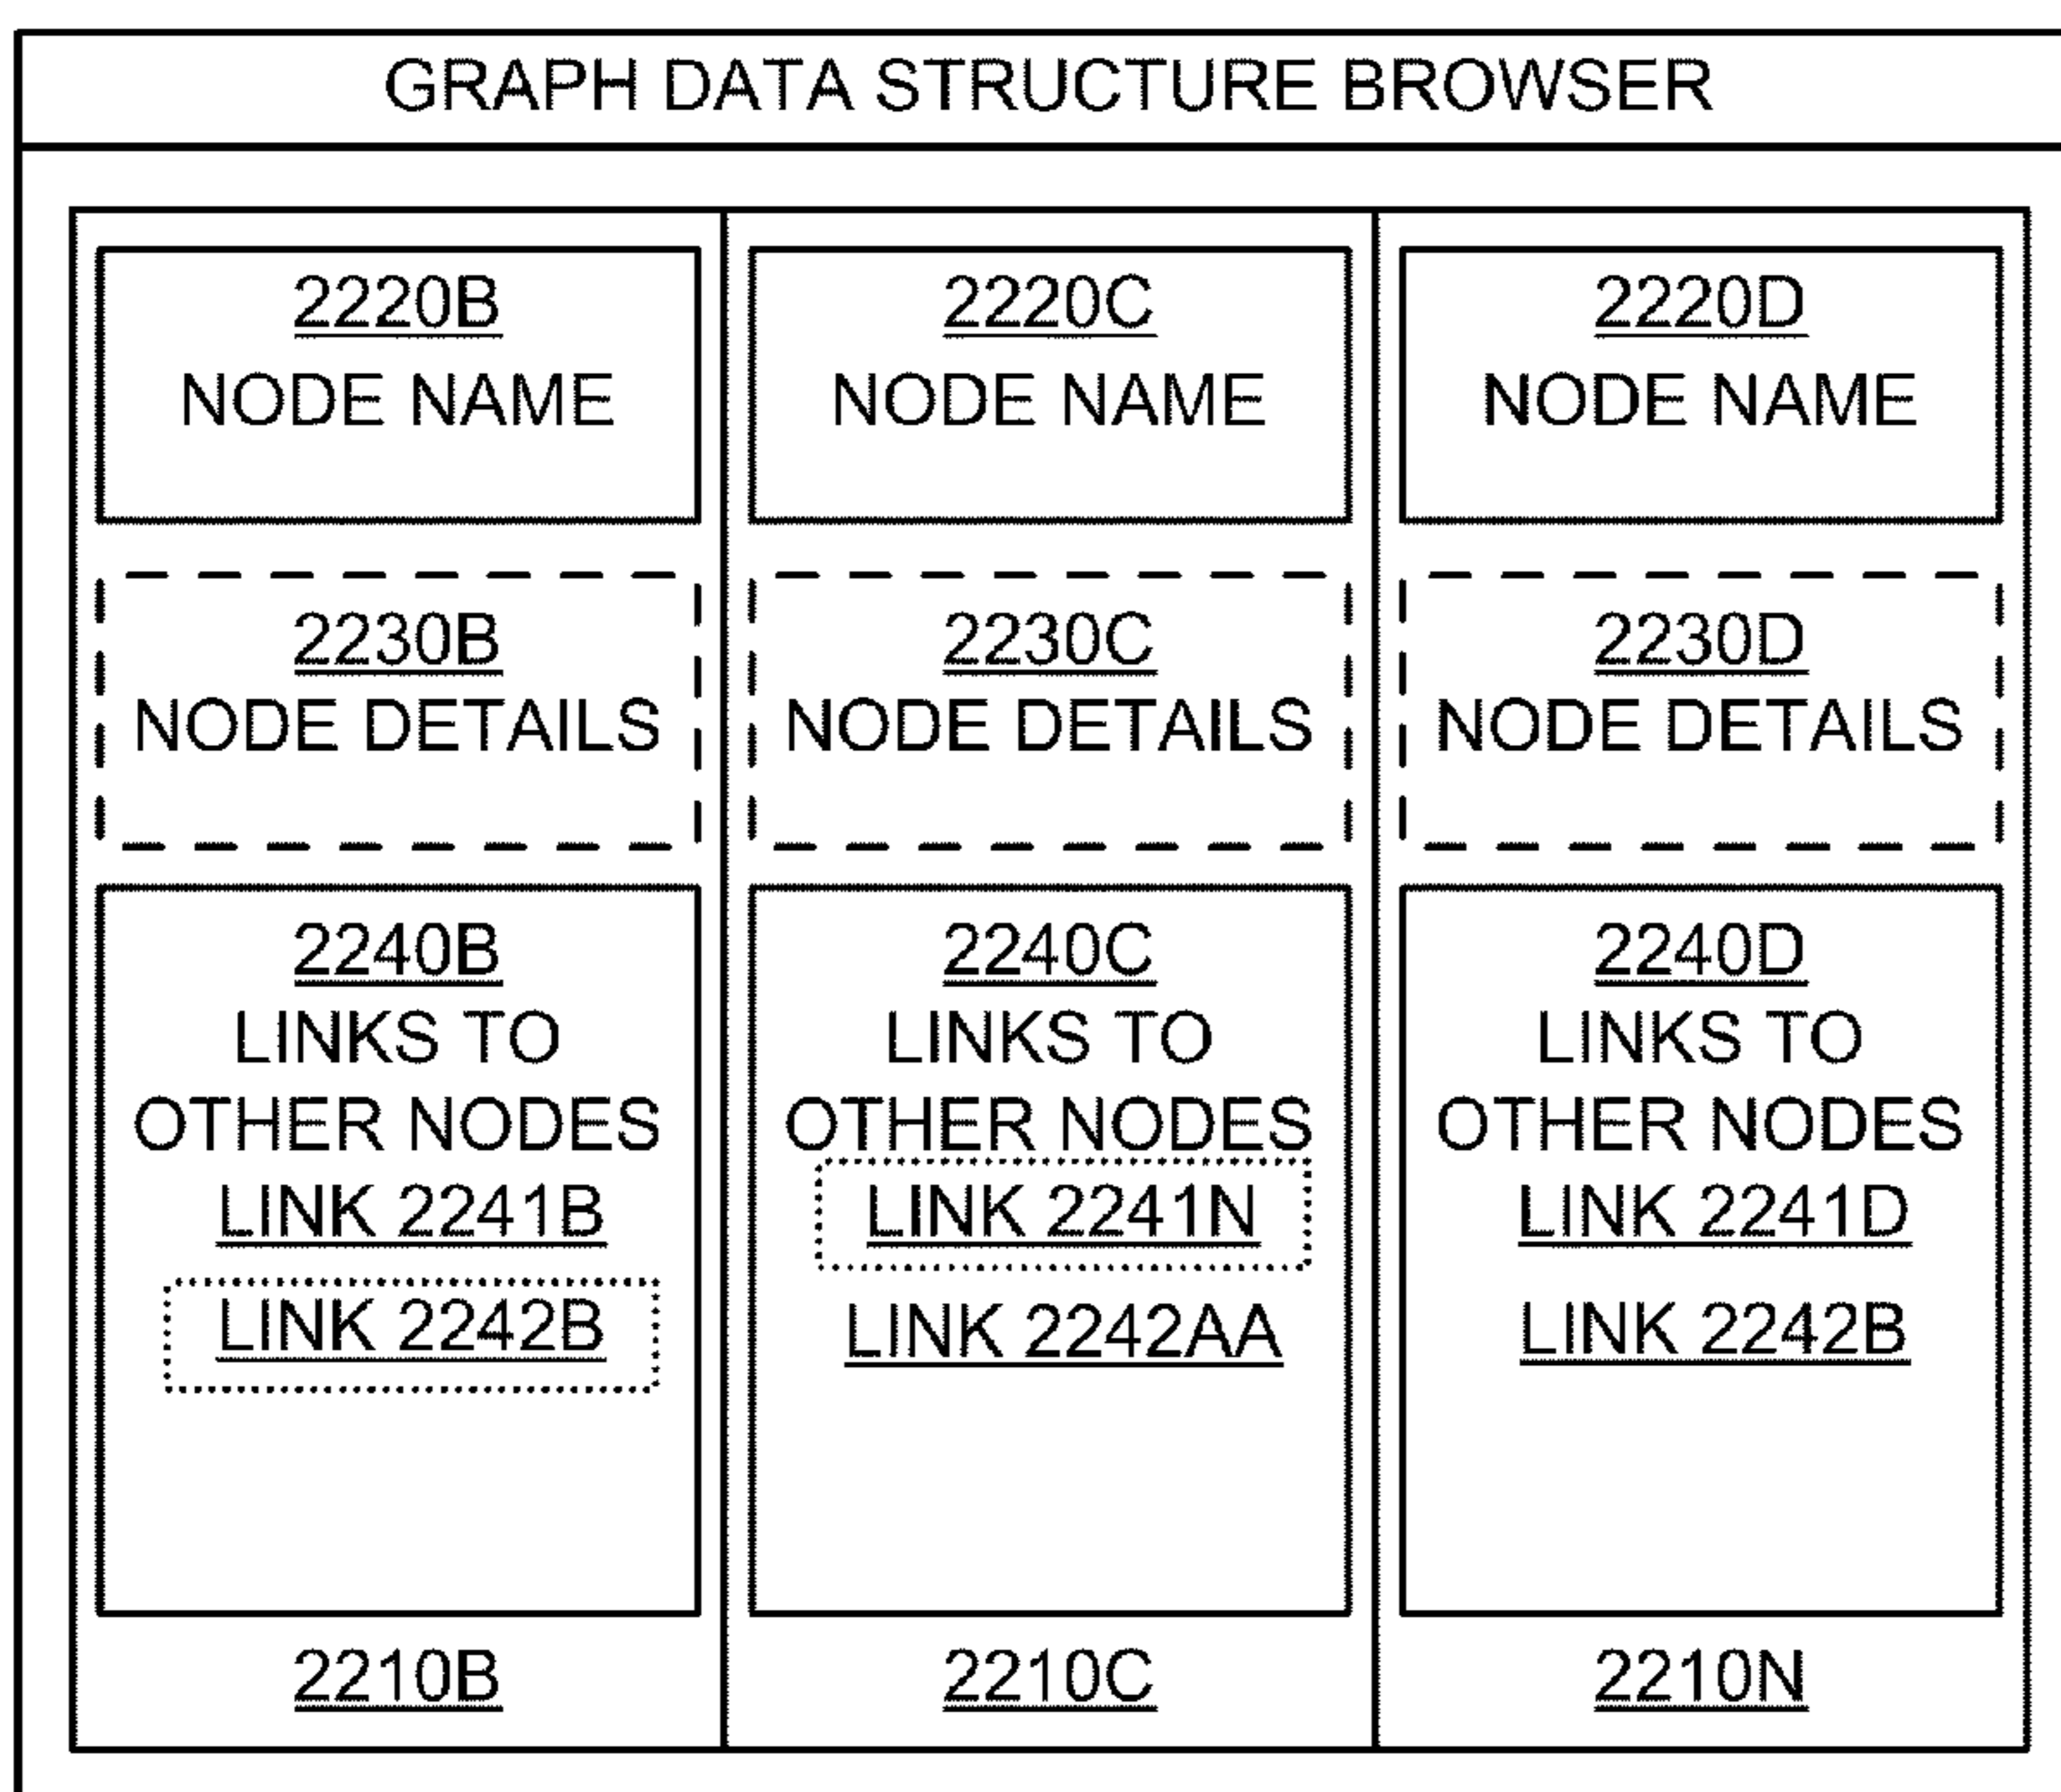 GRAPH DATA STRUCTURE BROWSER
2220B
NODE NAME
2230B
NODE DETAILS
2240B
LINKS TO
OTHER NODES
LINK 2241B
LINK 2242B
2210B
2220C
NODE NAME
2230C
NODE DETAILS
2240C
LINKS TO
OTHER NODES
LINK 2241N
LINK 2242AA
2210C
2220D
NODE NAME
2230D
NODE DETAILS
2240D
LINKS TO
OTHER NODES
LINK 2241D
LINK 2242B
2210N